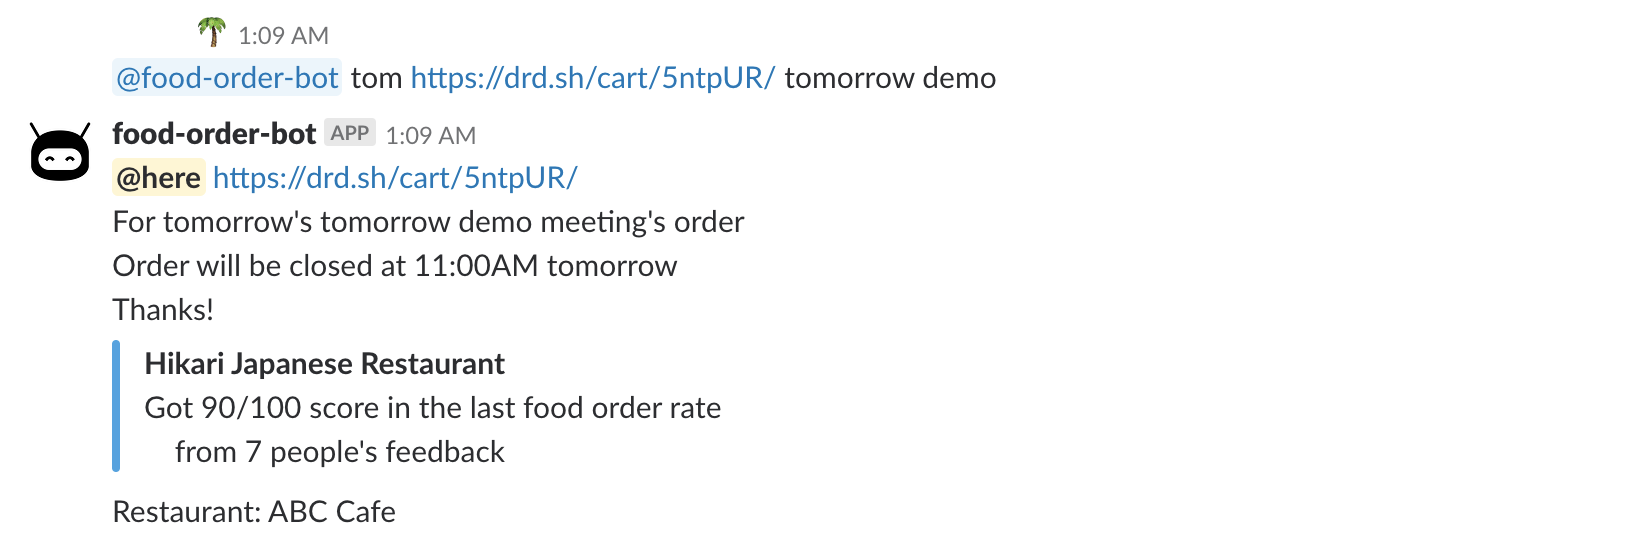 1:09 AM
@food-order-bot tom https://drd.sh/cart/5ntpUR/ tomorrow demo
food-order-bot APP 1:09 AM
@here https://drd.sh/cart/5ntpUR/
For tomorrow's tomorrow demo meeting's order
Order will be closed at 11:00AM tomorrow
Thanks!
Hikari Japanese Restaurant
Got 90/100 score in the last food order rate
from 7 people's feedback
Restaurant: ABC Cafe